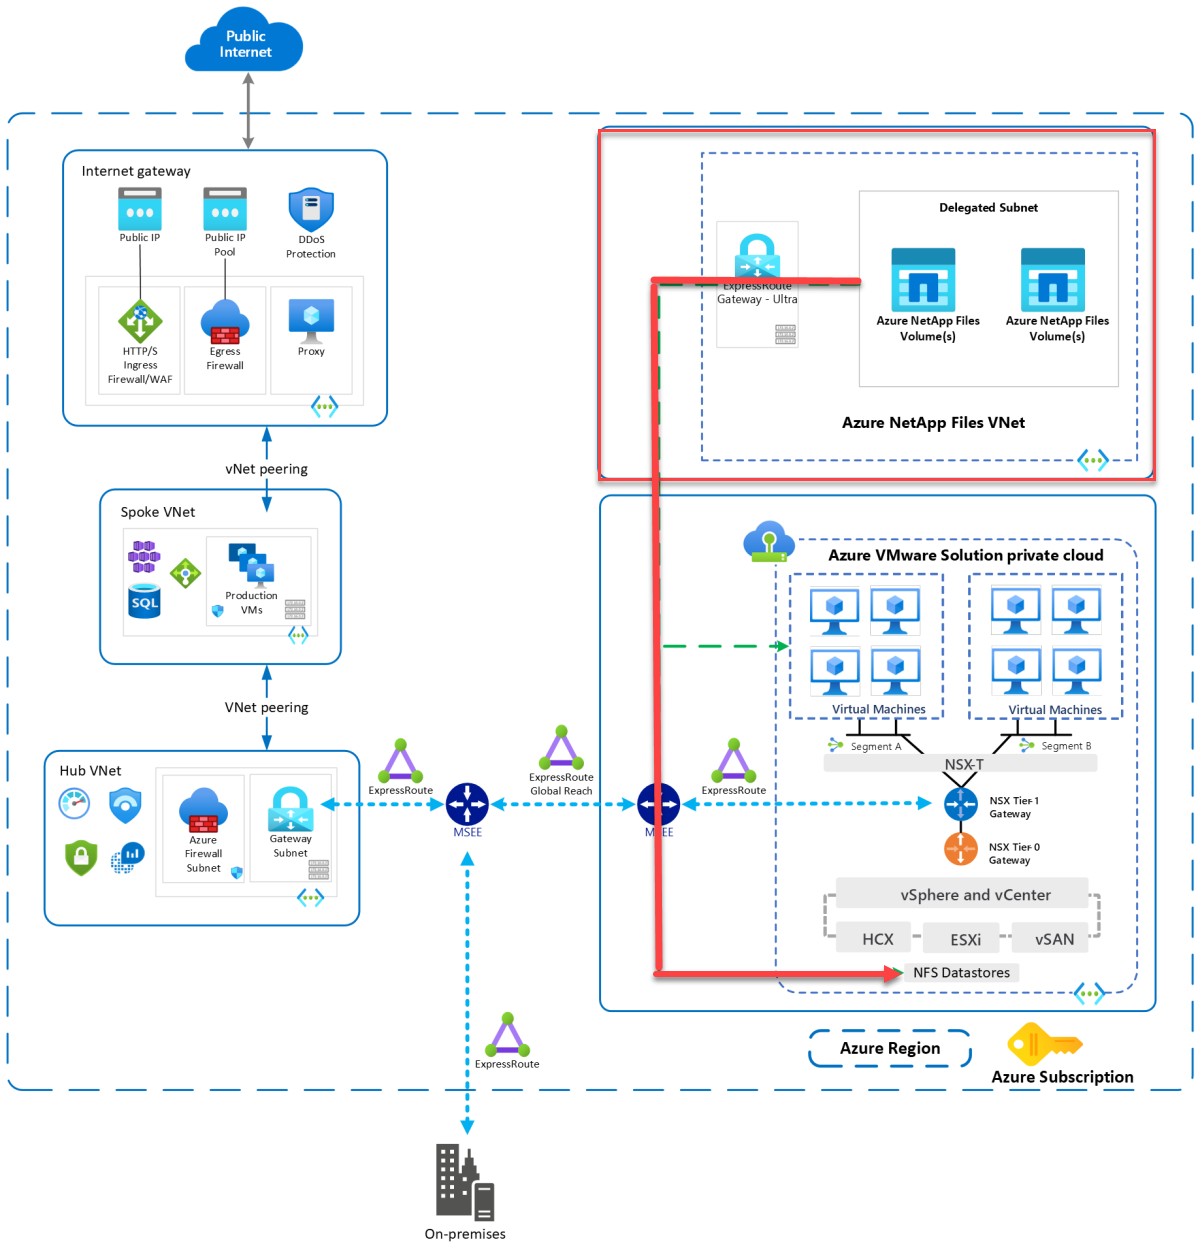 Public
Internet
Internet gateway
Public IP
Public IP
Pool
DDoS
Protection
HTTP/S
Ingress
Firewall/WAF
Egress
Firewall
Proxy
vNet peering
Spoke VNet
SQL
Production
VMs
VNet peering
Hub VNet
Azure
Firewall
Subnet
Gateway
Subnet
ExpressRoute
MSEE
ExpressRoute
Global Reach
MSEE
ExpressRoute
ExpressRoute
On-premises
Delegated Subnet
ExpressRoute
Gateway - Ultra
Azure NetApp Files
Volume(s)
Azure NetApp Files
Volume(s)
Azure NetApp Files VNet
Azure VMware Solution private cloud
Virtual Machines
Virtual Machines
Segment A
Segment B
NSX-T
NSX Tier-1
Gateway
NSX Tier-0
Gateway
vSphere and vCenter
HCX
ESXi
vSAN
NFS Datastores
Azure Region
Azure Subscription